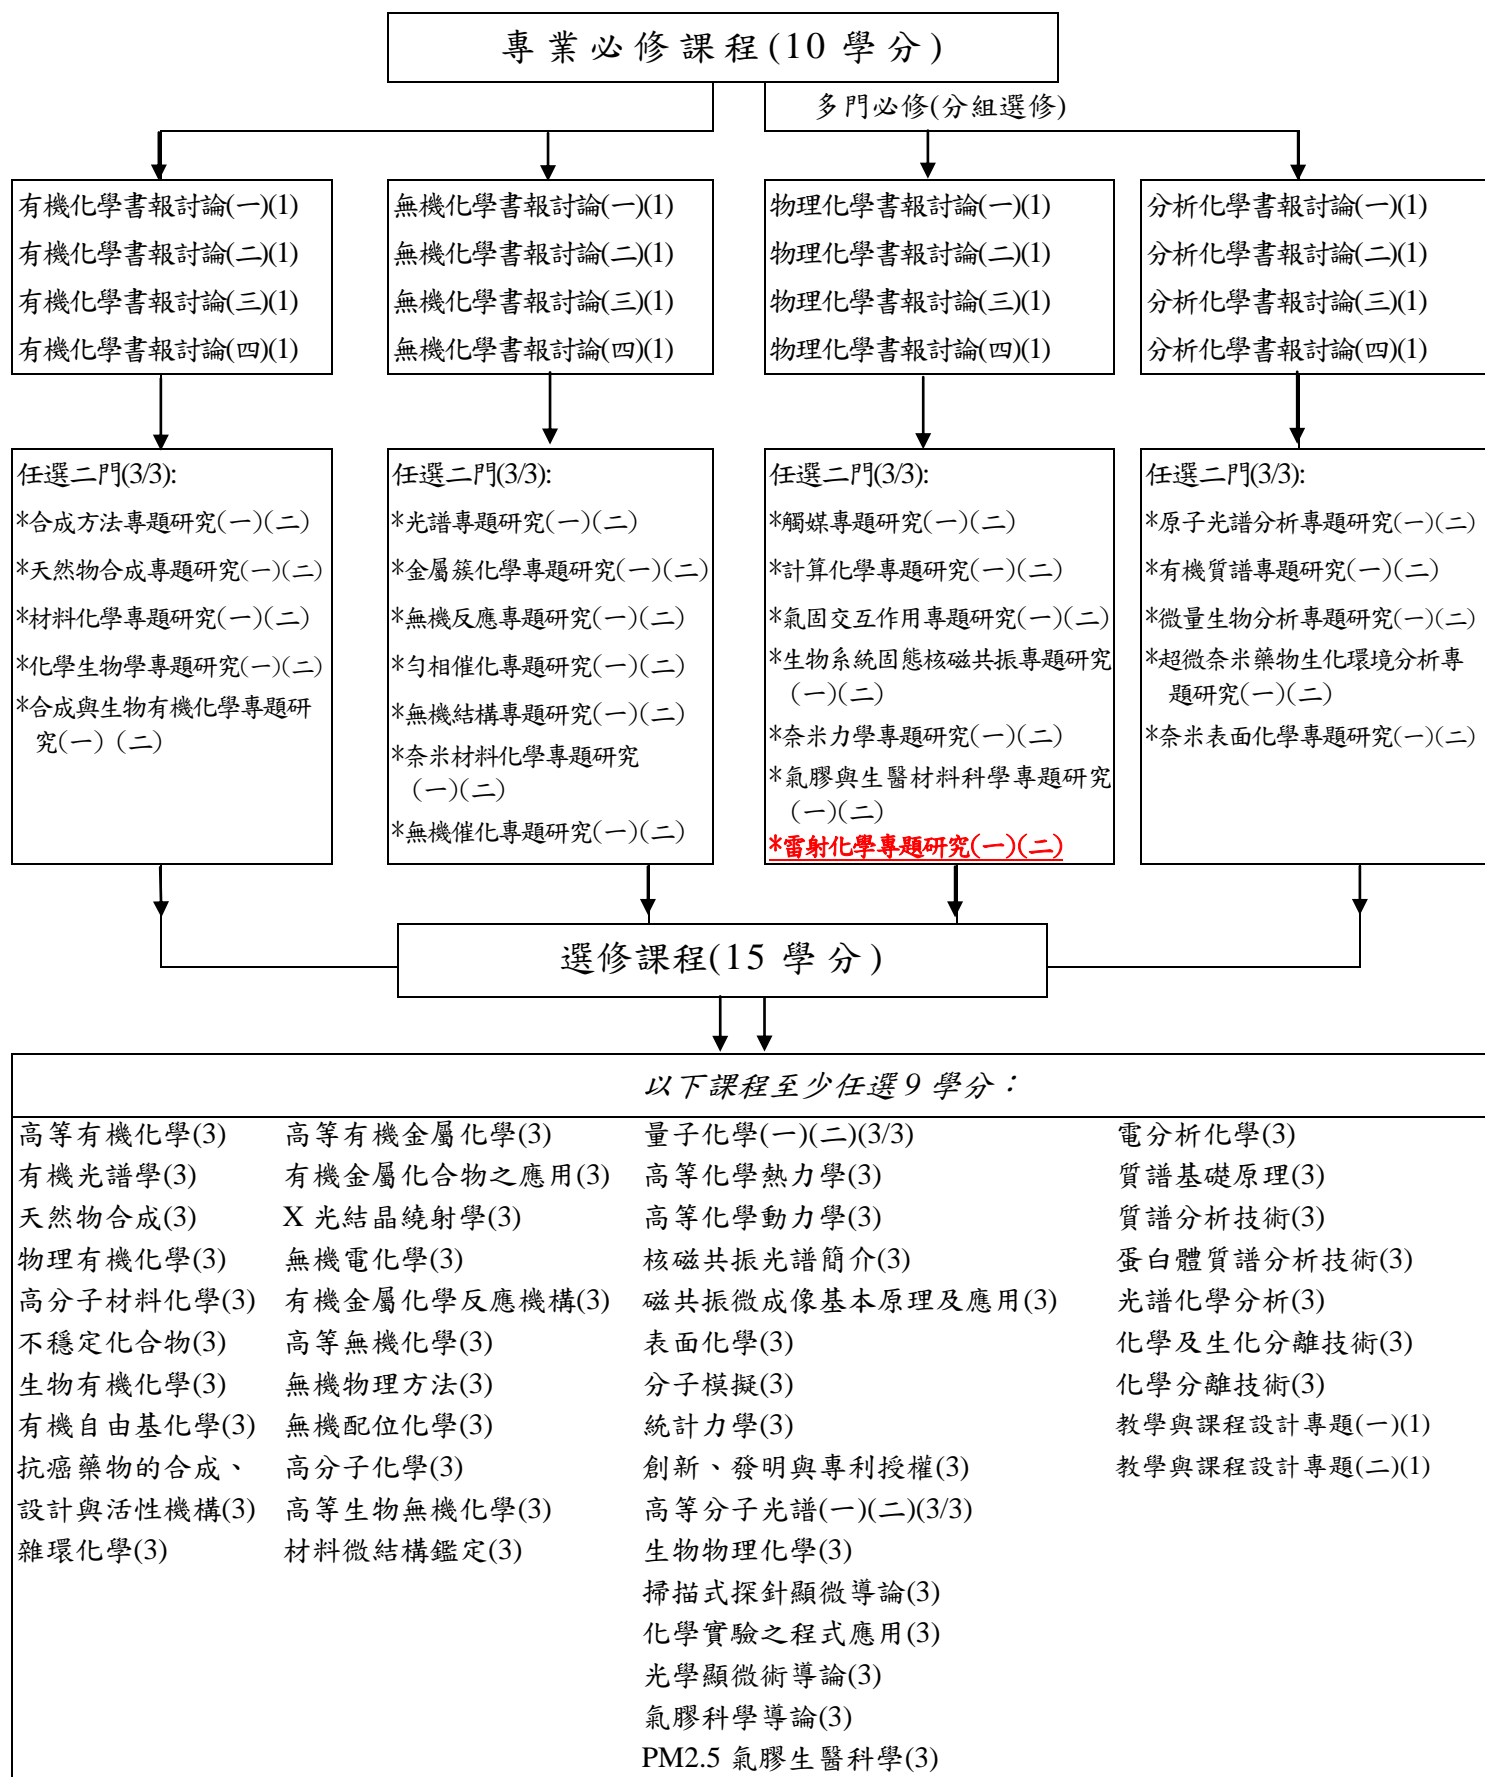 專業必修課程(10 學分)
多門必修(分組選修)
有機化學書報討論(一)(1)
有機化學書報討論(二)(1)
有機化學書報討論(三)(1)
有機化學書報討論(四)(1)
無機化學書報討論(一)(1)
無機化學書報討論(二)(1)
無機化學書報討論(三)(1)
無機化學書報討論(四)(1)
物理化學書報討論(一)(1)
物理化學書報討論(二)(1)
物理化學書報討論(三)(1)
物理化學書報討論(四)(1)
分析化學書報討論(一)(1)
分析化學書報討論(二)(1)
分析化學書報討論(三)(1)
分析化學書報討論(四)(1)
任選二門(3/3):
*合成方法專題研究(一)(二)
*天然物合成專題研究(一)(二)
*材料化學專題研究(一)(二)
*化學生物學專題研究(一)(二)
*合成與生物有機化學專題研
究(一) (二)
任選二門(3/3):
*光譜專題研究(一)(二)
*金屬簇化學專題研究(一)(二)
*無機反應專題研究(一)(二)
*勻相催化專題研究(一)(二)
*無機結構專題研究(一)(二)
*奈米材料化學專題研究
(一)(二)
*無機催化專題研究(一)(二)
任選二門(3/3):
*觸媒專題研究(一)(二)
*計算化學專題研究(一)(二)
*氣固交互作用專題研究(一)(二)
*生物系統固態核磁共振專題研究
(一)(二)
*奈米力學專題研究(一)(二)
*氣膠與生醫材料科學專題研究
(一)(二)
*雷射化學專題研究(一)(二)
任選二門(3/3):
*原子光譜分析專題研究(一)(二)
*有機質譜專題研究(一)(二)
*微量生物分析專題研究(一)(二)
*超微奈米藥物生化環境分析專
題研究(一)(二)
*奈米表面化學專題研究(一)(二)
選修課程(15 學分)
以下課程至少任選 9 學分：
高等有機化學(3)
有機光譜學(3)
天然物合成(3)
物理有機化學(3)
高分子材料化學(3)
不穩定化合物(3)
生物有機化學(3)
有機自由基化學(3)
抗癌藥物的合成、
設計與活性機構(3)
雜環化學(3)
高等有機金屬化學(3)
有機金屬化合物之應用(3)
X 光結晶繞射學(3)
無機電化學(3)
有機金屬化學反應機構(3)
高等無機化學(3)
無機物理方法(3)
無機配位化學(3)
高分子化學(3)
高等生物無機化學(3)
材料微結構鑑定(3)
量子化學(一)(二)(3/3)
高等化學熱力學(3)
高等化學動力學(3)
核磁共振光譜簡介(3)
磁共振微成像基本原理及應用(3)
表面化學(3)
分子模擬(3)
統計力學(3)
創新、發明與專利授權(3)
高等分子光譜(一)(二)(3/3)
生物物理化學(3)
掃描式探針顯微導論(3)
化學實驗之程式應用(3)
光學顯微術導論(3)
氣膠科學導論(3)
PM2.5 氣膠生醫科學(3)
電分析化學(3)
質譜基礎原理(3)
質譜分析技術(3)
蛋白體質譜分析技術(3)
光譜化學分析(3)
化學及生化分離技術(3)
化學分離技術(3)
教學與課程設計專題(一)(1)
教學與課程設計專題(二)(1)